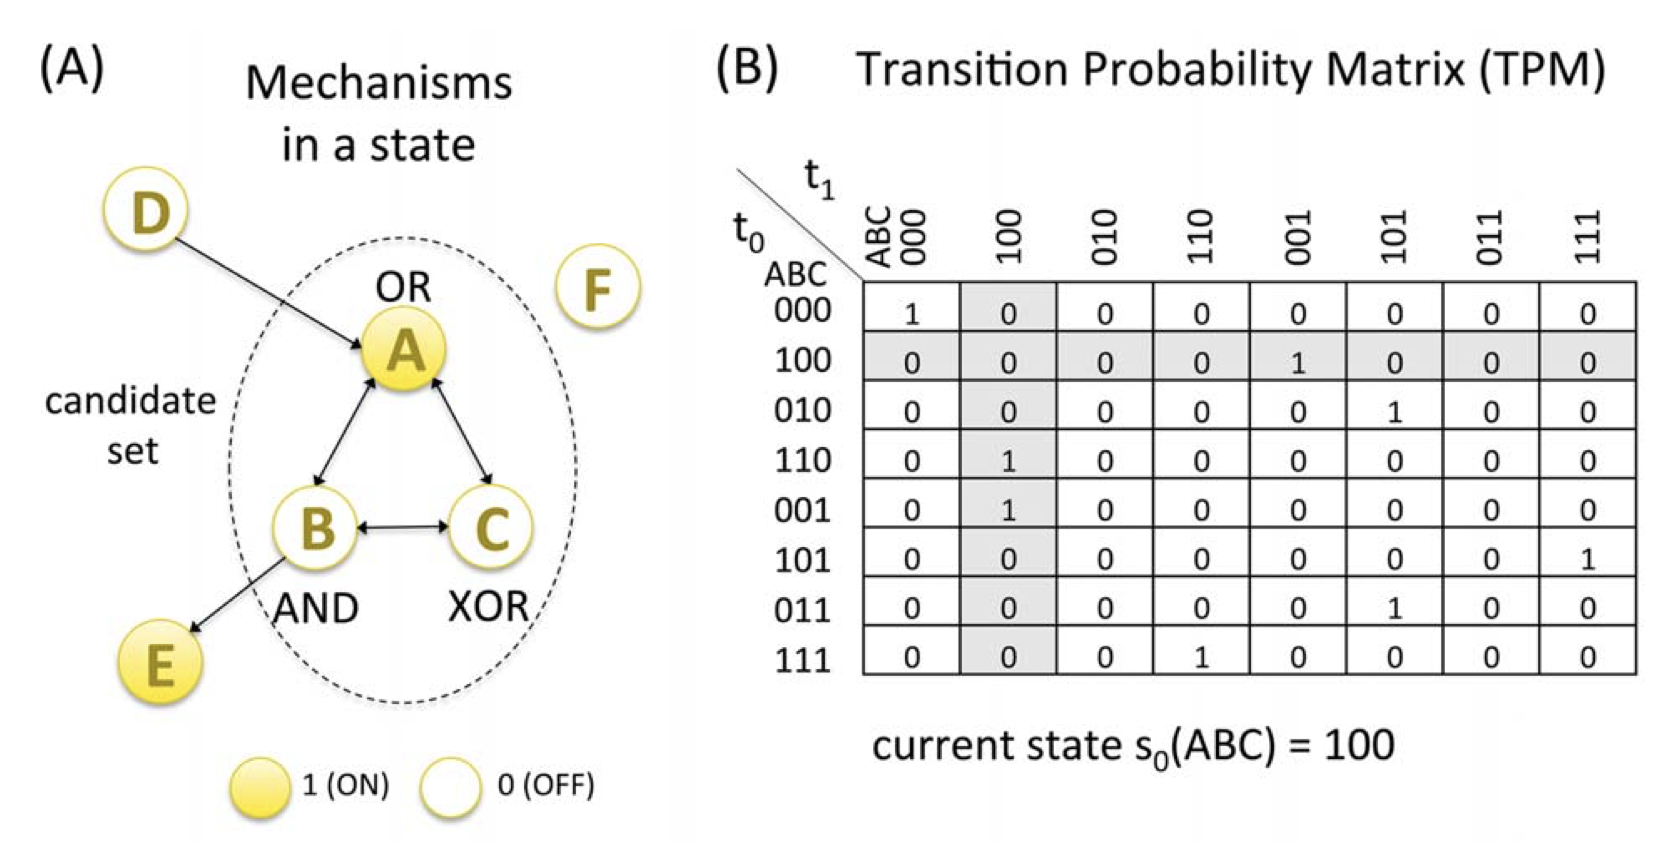 (A)
Mechanisms
in a state
D
F
OR
A
candidate
set
B
C
AND
XOR
E
1 (ON)
0 (OFF)
(B)
Transition Probability Matrix (TPM)
t1
t0
ABC
ABC 000 100 010 110 001 101 011 111
000 1 0 0 0 0 0 0 0
100 0 0 0 0 1 0 0 0
010 0 0 0 0 0 1 0 0
110 0 1 0 0 0 0 0 0
001 0 1 0 0 0 0 0 0
101 0 0 0 0 0 0 0 1
011 0 0 0 0 0 1 0 0
111 0 0 0 1 0 0 0 0
current state s0(ABC) = 100